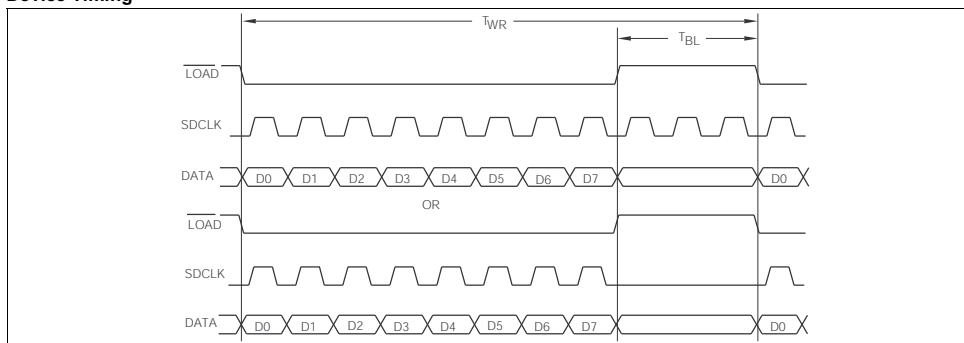 Device Timing
TWR
TBL
LOAD
SDCLK
DATA D0 D1 D2 D3 D4 D5 D6 D7 D0
OR
LOAD
SDCLK
DATA D0 D1 D2 D3 D4 D5 D6 D7 D0